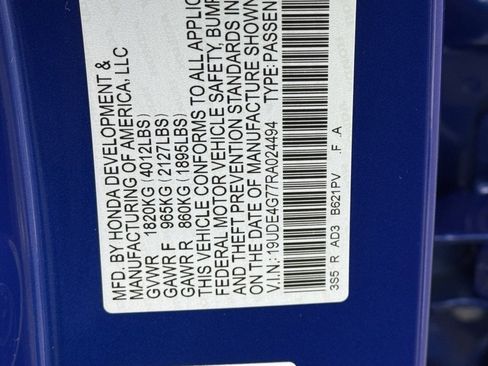 MFD. BY HONDA DEVELOPMENT &
MANUFACTURING OF AMERICA, LLC
GVWR 1820KG(4012LBS)
GAWR F 965KG(2127LBS)
GAWR R 860KG(1896LBS)
THIS VEHICLE CONFORMS TO ALL APPLIC
FEDERAL MOTOR VEHICLE SAFETY, BUMP
AND THEFT PREVENTION STANDARDS IN
ON THE DATE OF MANUFACTURE SHOWN
V.I.N.: 19UDE4G77RA024494 TYPE: PASSEN
3S5 R AD3 B621PV .F .A